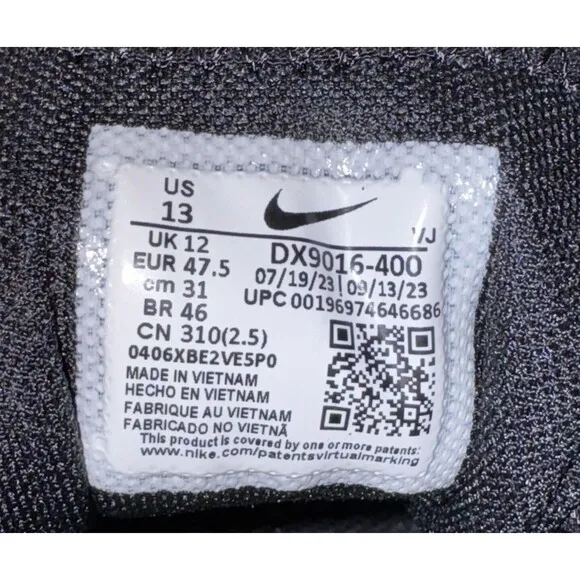 US
13
VJ
UK 12
DX9016-400
EUR 47.5
07/19/23 | 09/13/23
cm 31
UPC 00196974646686
BR 46
CN 310(2.5)
0406XBE2VE5P0
MADE IN VIETNAM
HECHO EN VIETNAM
FABRIQUE AU VIETNAM
FABRICADO NO VIETNÃ
This product is covered by one or more patents:
www.nike.com/patentsvirtualmarking